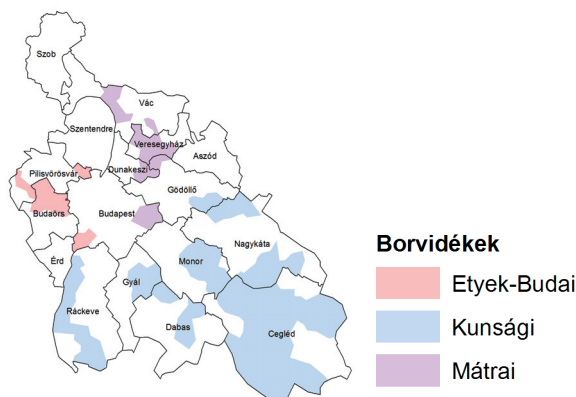 Szob
Vác
Szentendre
Veresegyház
Aszód
Pilisvörösvár
Dunakeszi
Gödöllő
Budaörs
Budapest
Nagykáta
Érd
Gyál
Monor
Ráckeve
Dabas
Cegléd
Borvidékek
Etyek-Budai
Kunsági
Mátrai